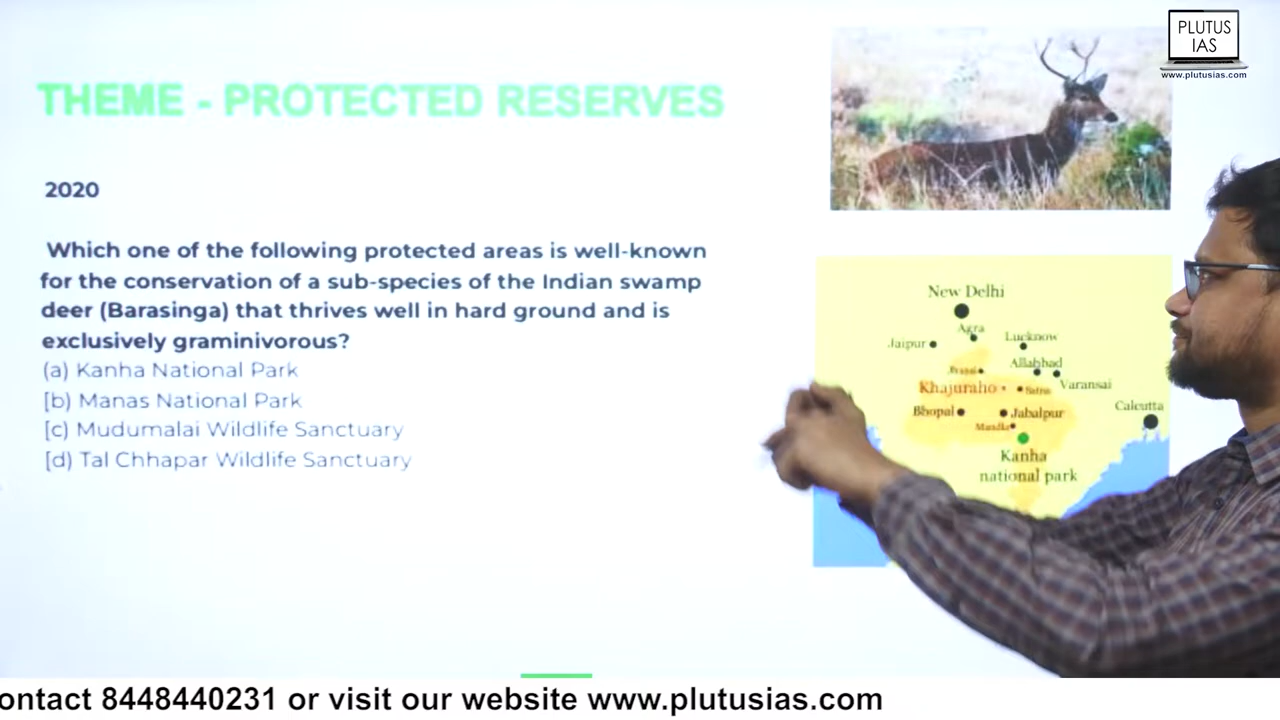 PLUTUS
IAS
www.plutusias.com
THEME - PROTECTED RESERVES
2020
Which one of the following protected areas is well-known
for the conservation of a sub-species of the Indian swamp
deer (Barasinga) that thrives well in hard ground and is
exclusively graminivorous?
(a) Kanha National Park
[b) Manas National Park
[c) Mudumalai Wildlife Sanctuary
[d) Tal Chhapar Wildlife Sanctuary
New Delhi
Agra
Jaipur
Lucknow
Allahbad
Varansai
Khajuraho
Satna
Bhopal
Jabalpur
Mandla
Calcutta
Kanha
national park
ontact 8448440231 or visit our website www.plutusias.com